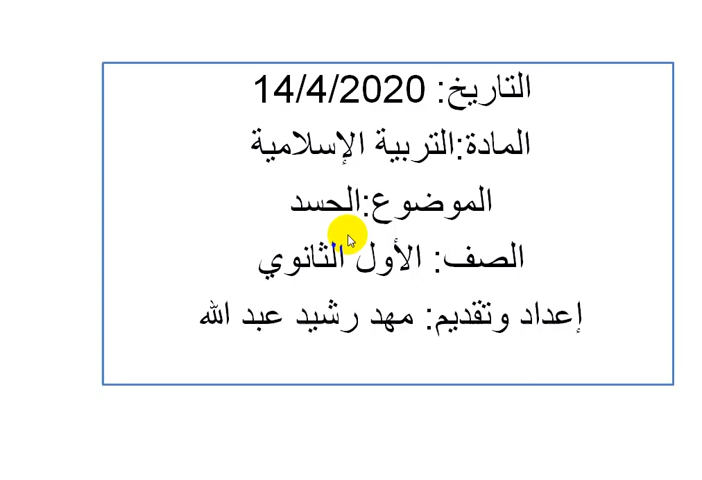 التاريخ: 14/4/2020
المادة:التربية الإسلامية
الموضوع:الحسد
الصف: الأول الثانوي
إعداد وتقديم: مهد رشيد عبد الله